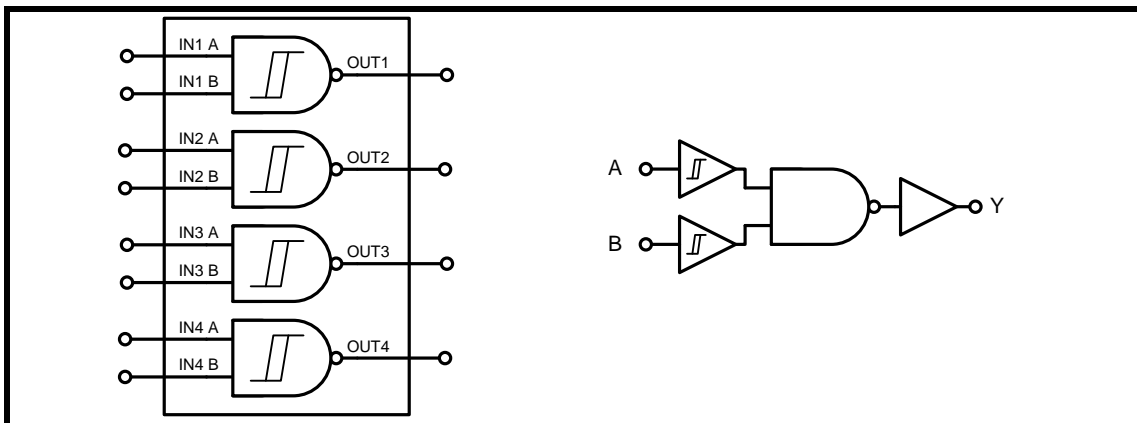 IN1 A
OUT1
IN1 B
IN2 A
OUT2
IN2 B
IN3 A
OUT3
IN3 B
IN4 A
OUT4
IN4 B
A
B
Y